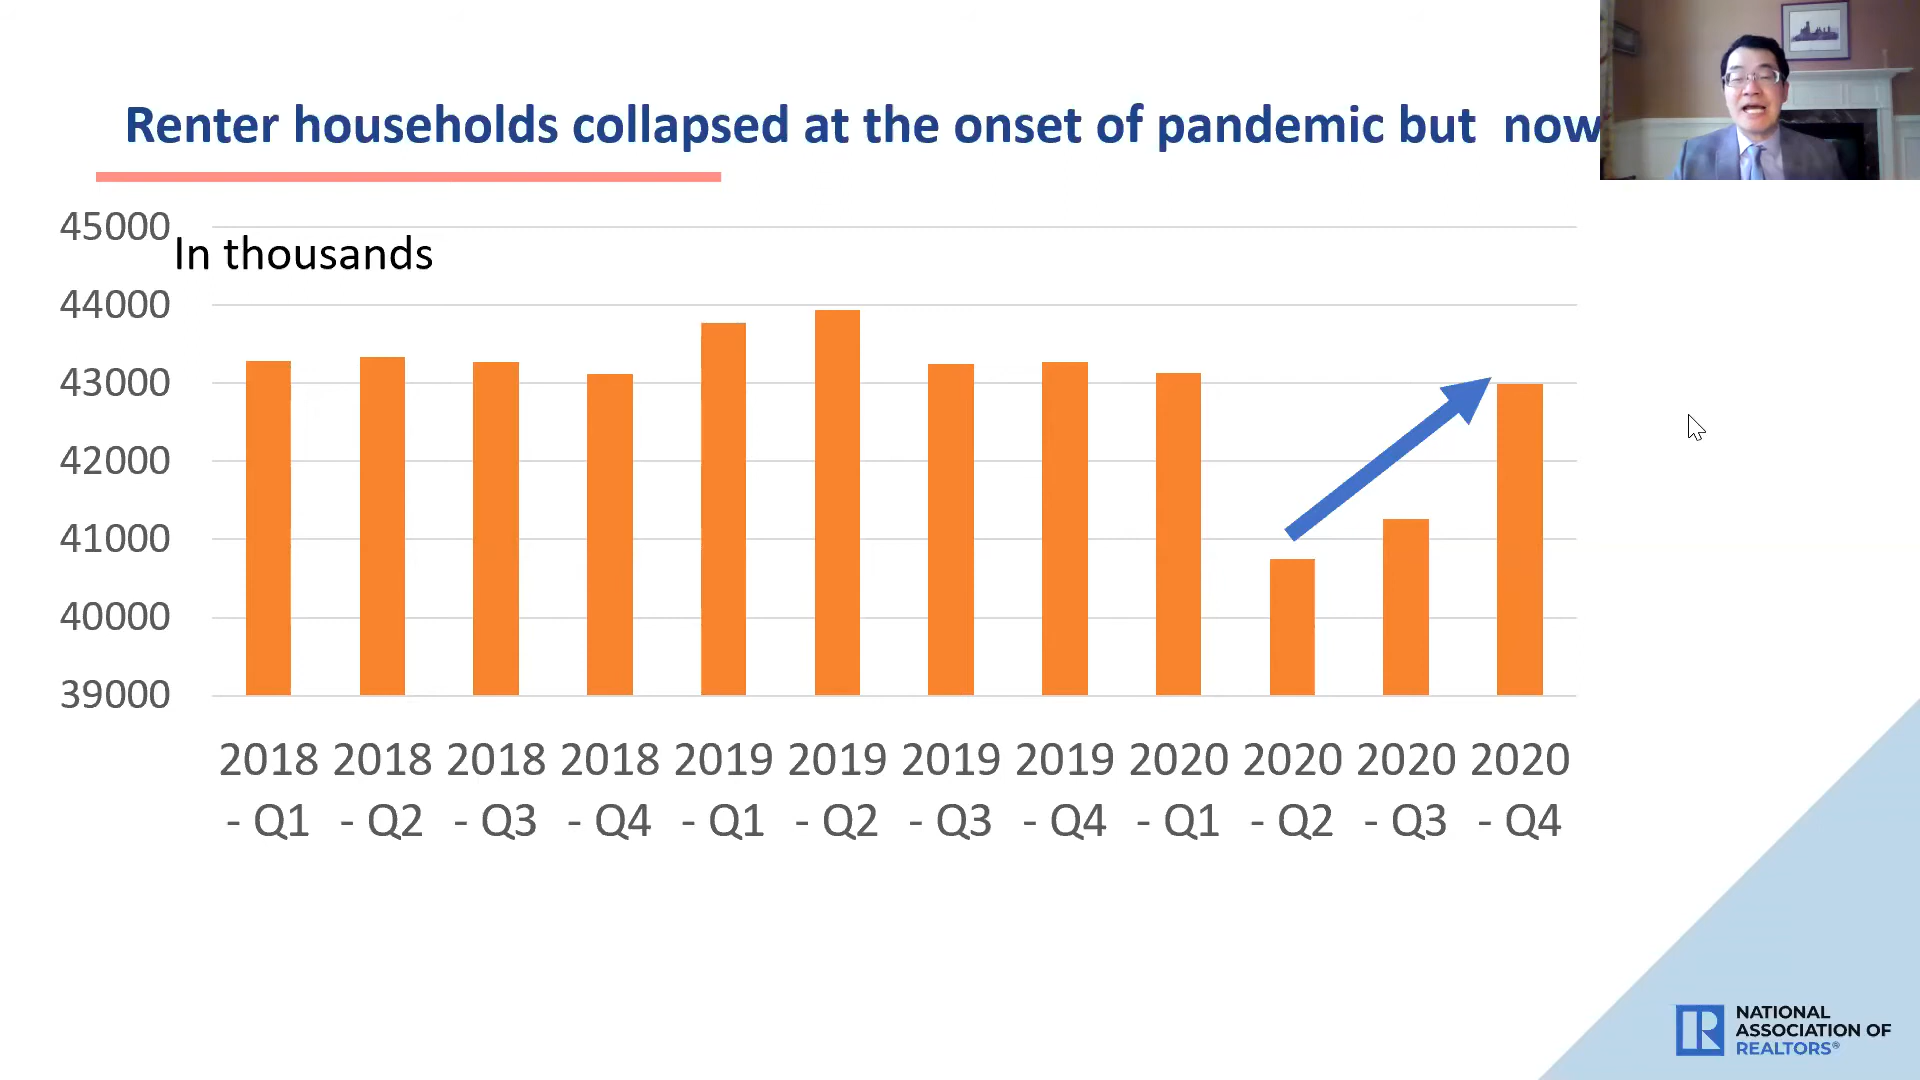 Renter households collapsed at the onset of pandemic but now
45000
In thousands
44000
43000
42000
41000
40000
39000
2018 2018 2018 2018 2019 2019 2019 2019 2020 2020 2020 2020
- Q1 - Q2 - Q3 - Q4 - Q1 - Q2 - Q3 - Q4 - Q1 - Q2 - Q3 - Q4
NATIONAL
ASSOCIATION OF
REALTORS®